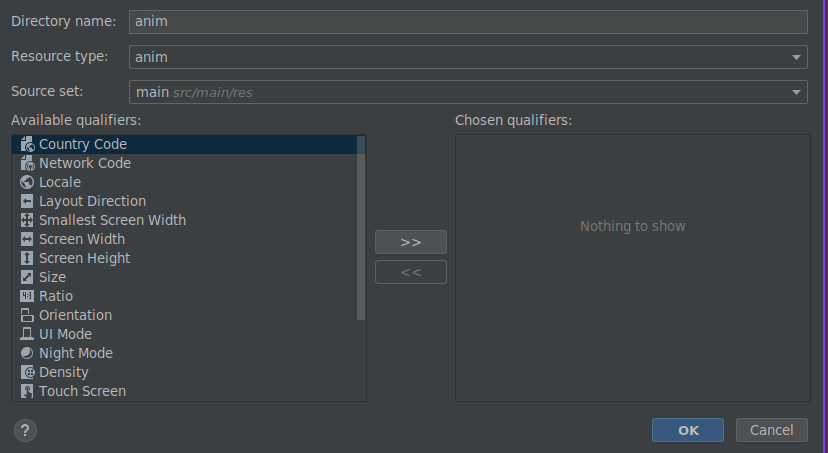 Directory name: anim
Resource type: anim
Source set: main src/main/res
Available qualifiers:
Chosen qualifiers:
Country Code
Network Code
Locale
Layout Direction
Smallest Screen Width
Screen Width
Screen Height
Size
4:3 Ratio
Orientation
UI Mode
Night Mode
Density
Touch Screen
>>
<<
Nothing to show
?
OK
Cancel